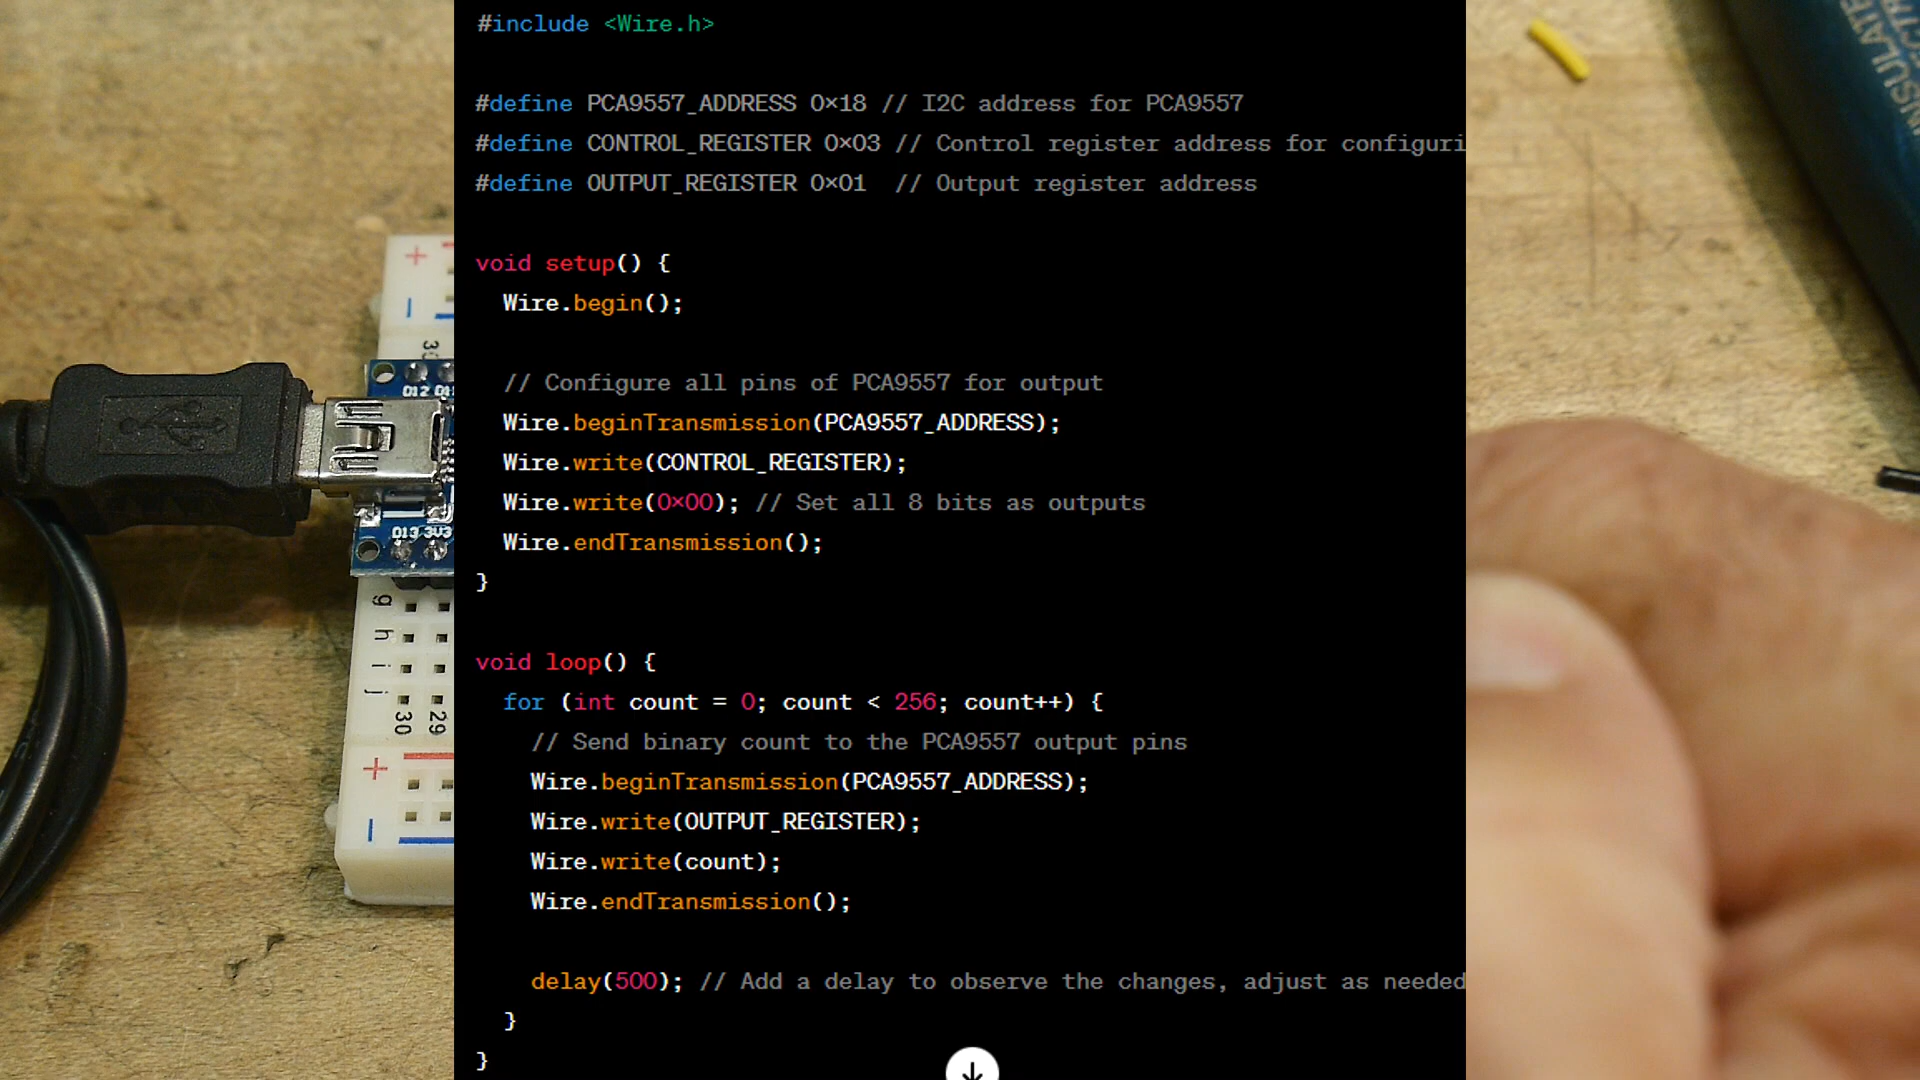 #include <Wire.h>
#define PCA9557_ADDRESS 0x18 // I2C address for PCA9557
#define CONTROL_REGISTER 0x03 // Control register address for configuri
#define OUTPUT_REGISTER 0x01  // Output register address
void setup() {
  Wire.begin();
  // Configure all pins of PCA9557 for output
  Wire.beginTransmission(PCA9557_ADDRESS);
  Wire.write(CONTROL_REGISTER);
  Wire.write(0x00); // Set all 8 bits as outputs
  Wire.endTransmission();
}
void loop() {
  for (int count = 0; count < 256; count++) {
    // Send binary count to the PCA9557 output pins
    Wire.beginTransmission(PCA9557_ADDRESS);
    Wire.write(OUTPUT_REGISTER);
    Wire.write(count);
    Wire.endTransmission();
    delay(500); // Add a delay to observe the changes, adjust as needed
  }
}
+
-
D12
D13 3V3
g
h
i
j
30 29
+
-
INSULATE